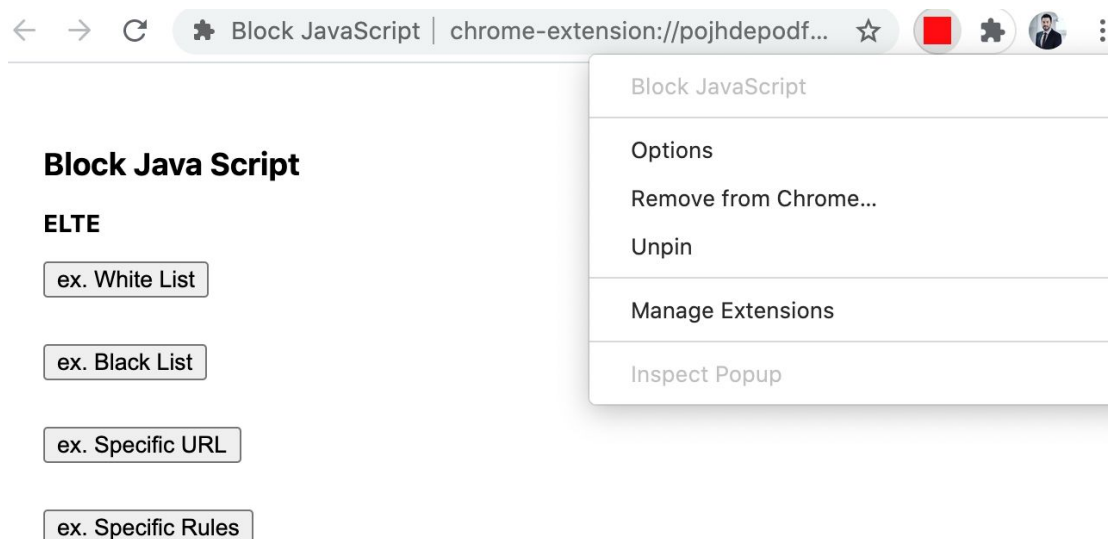 Block JavaScript | chrome-extension://pojhdepodf...
Block JavaScript
Options
Remove from Chrome...
Unpin
Manage Extensions
Inspect Popup
Block Java Script
ELTE
ex. White List
ex. Black List
ex. Specific URL
ex. Specific Rules